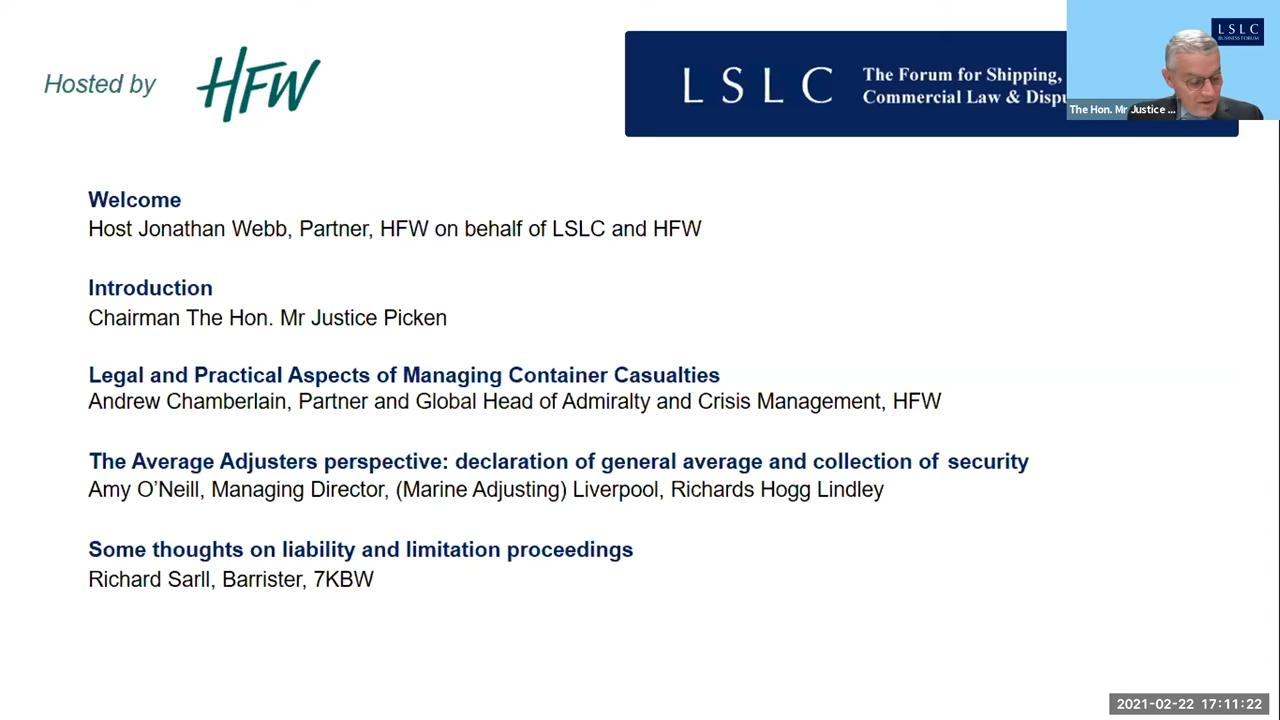 Hosted by
HFW
LSLC
The Forum for Shipping,
Commercial Law &
LSLC
BUSINESS FORUM
The Hon. Mr Justice ...
Welcome
Host Jonathan Webb, Partner, HFW on behalf of LSLC and HFW
Introduction
Chairman The Hon. Mr Justice Picken
Legal and Practical Aspects of Managing Container Casualties
Andrew Chamberlain, Partner and Global Head of Admiralty and Crisis Management, HFW
The Average Adjusters perspective: declaration of general average and collection of security
Amy O'Neill, Managing Director, (Marine Adjusting) Liverpool, Richards Hogg Lindley
Some thoughts on liability and limitation proceedings
Richard Sarll, Barrister, 7KBW
2021-02-22 17:11:22